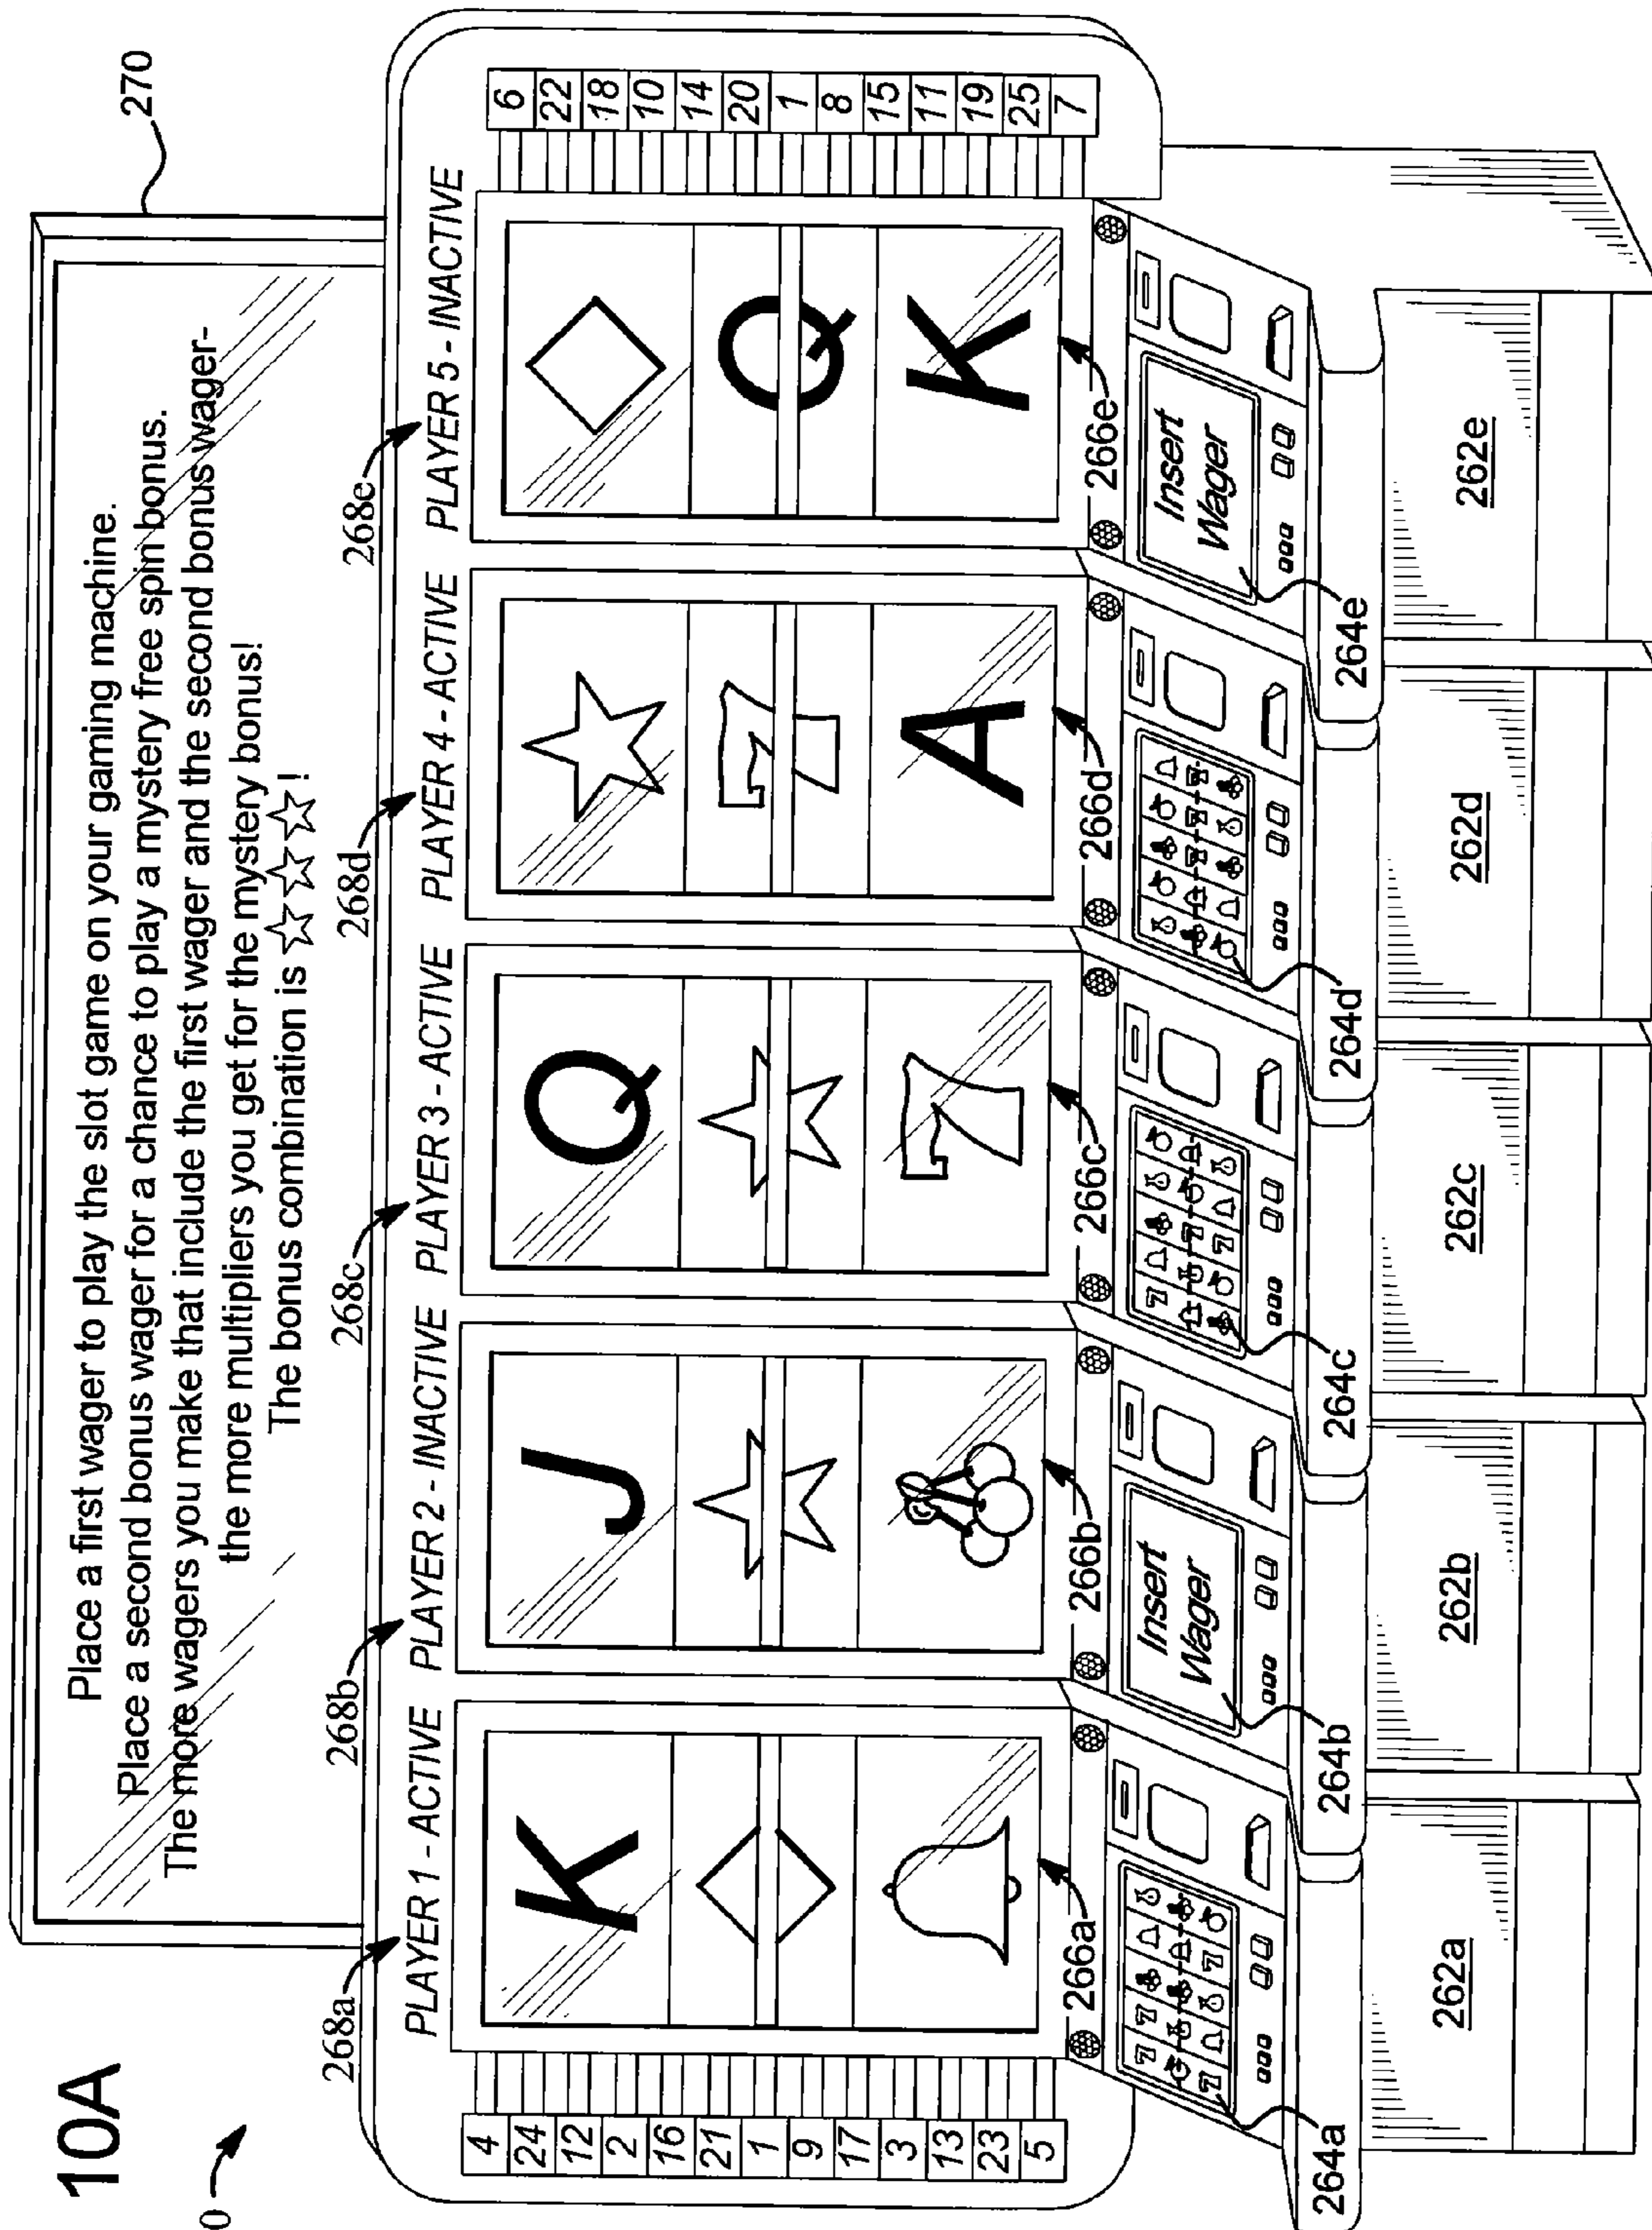 10A
0
270
Place a first wager to play the slot game on your gaming machine.
Place a second bonus wager for a chance to play a mystery free spin bonus.
The more wagers you make that include the first wager and the second bonus wager-
the more multipliers you get for the mystery bonus!
The bonus combination is ☆☆☆☆!
268a
268b
268c
268d
268e
PLAYER 1 - ACTIVE
PLAYER 2 - INACTIVE
PLAYER 3 - ACTIVE
PLAYER 4 - ACTIVE
PLAYER 5 - INACTIVE
4
24
12
2
16
21
1
9
17
3
13
23
5
K
J
Q
7
7
A
Q
K
6
22
18
10
14
20
1
8
15
11
19
25
7
266a
266b
266c
266d
266e
Insert
Wager
Insert
Wager
264a
264b
264c
264d
264e
262a
262b
262c
262d
262e